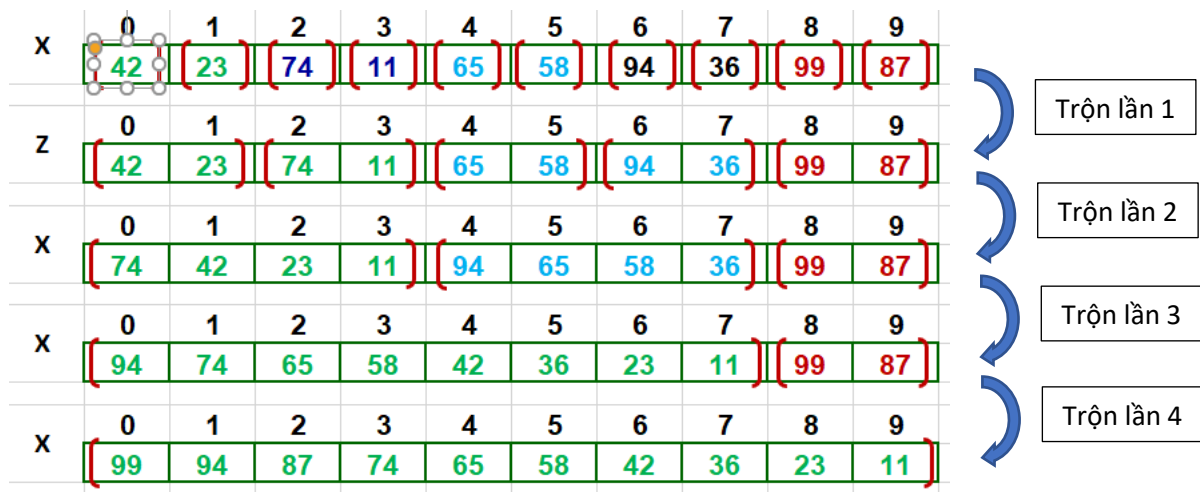 0 1 2 3 4 5 6 7 8 9
X 42 23 74 11 65 58 94 36 99 87
Trộn lần 1
0 1 2 3 4 5 6 7 8 9
Z 42 23 74 11 65 58 94 36 99 87
Trộn lần 2
0 1 2 3 4 5 6 7 8 9
X 74 42 23 11 94 65 58 36 99 87
Trộn lần 3
0 1 2 3 4 5 6 7 8 9
X 94 74 65 58 42 36 23 11 99 87
Trộn lần 4
0 1 2 3 4 5 6 7 8 9
X 99 94 87 74 65 58 42 36 23 11